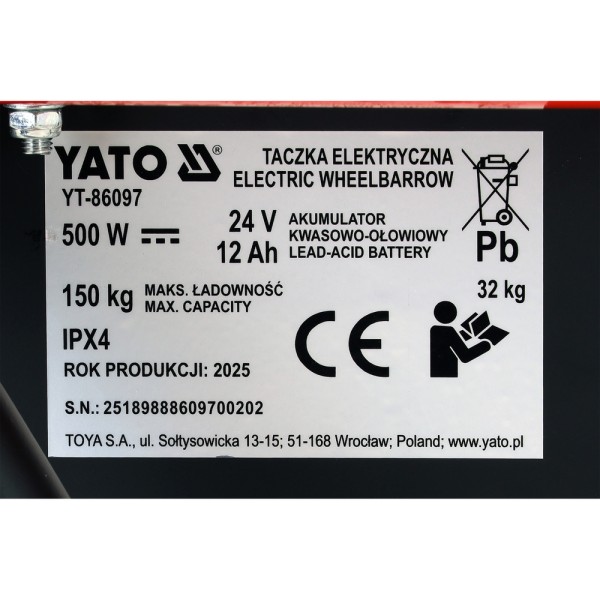 YATO ®
TACZKA ELEKTRYCZNA
ELECTRIC WHEELBARROW
YT-86097
500 W
24 V
12 Ah
AKUMULATOR
KWASOWO-OŁOWIOWY
LEAD-ACID BATTERY
Pb
150 kg
MAKS. ŁADOWNOŚĆ
MAX. CAPACITY
32 kg
IPX4
CE
ROK PRODUKCJI: 2025
S.N.: 25189888609700202
TOYA S.A., ul. Sołtysowicka 13-15; 51-168 Wrocław; Poland; www.yato.pl